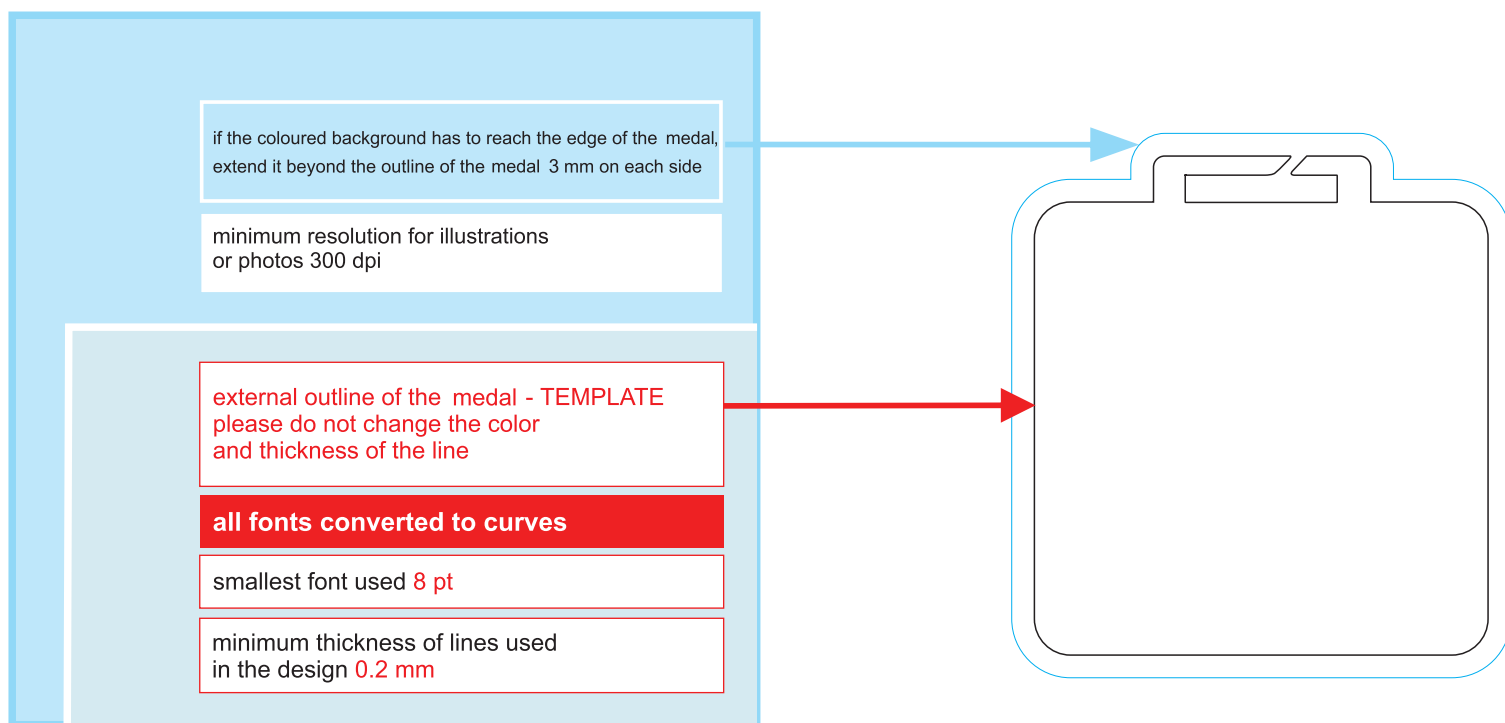 if the coloured background has to reach the edge of the medal,
extend it beyond the outline of the medal 3 mm on each side
minimum resolution for illustrations
or photos 300 dpi
external outline of the medal - TEMPLATE
please do not change the color
and thickness of the line
all fonts converted to curves
smallest font used 8 pt
minimum thickness of lines used
in the design 0.2 mm